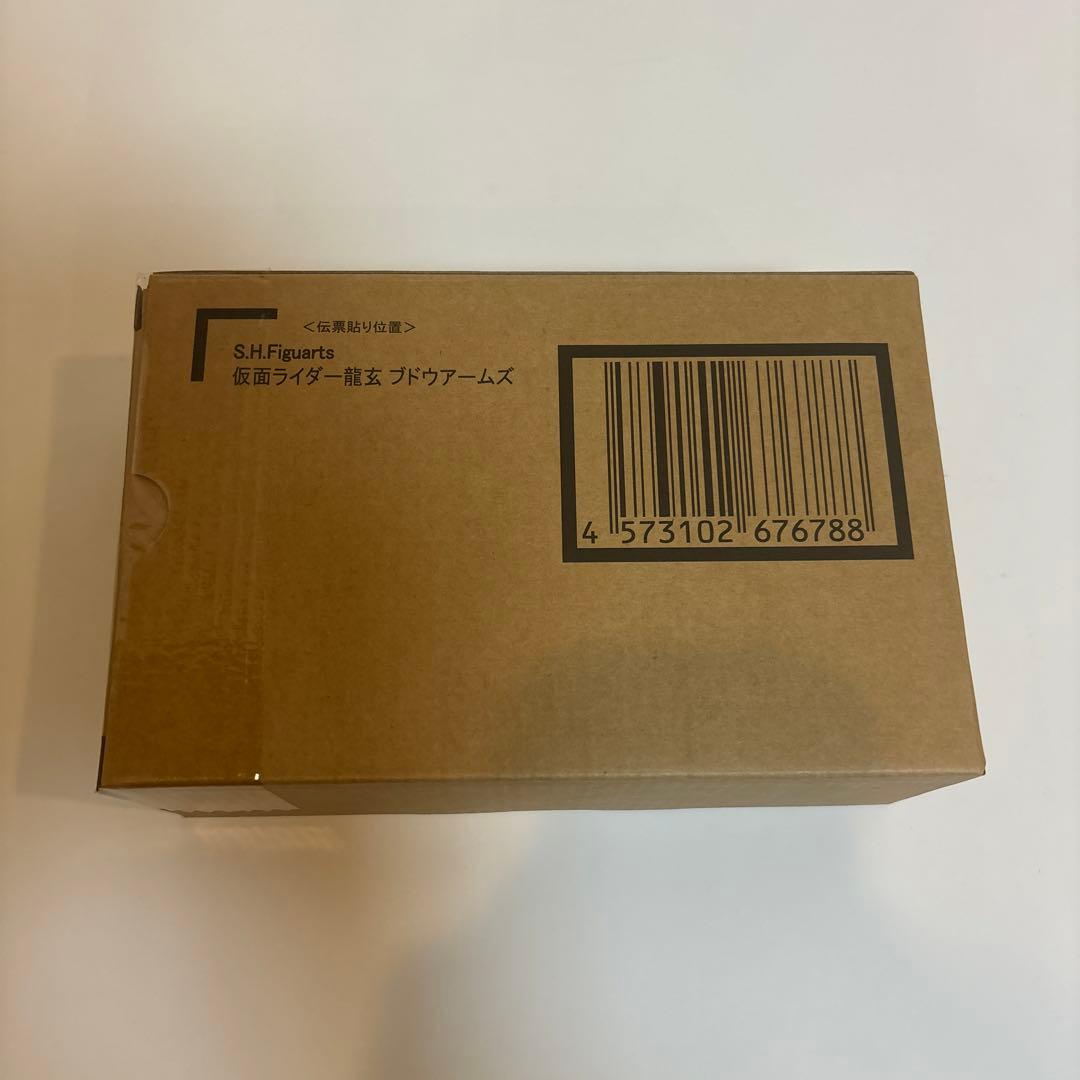 <伝票貼り位置>
S.H.Figuarts
仮面ライダー龍玄 ブドウアームズ
4 573102 676788